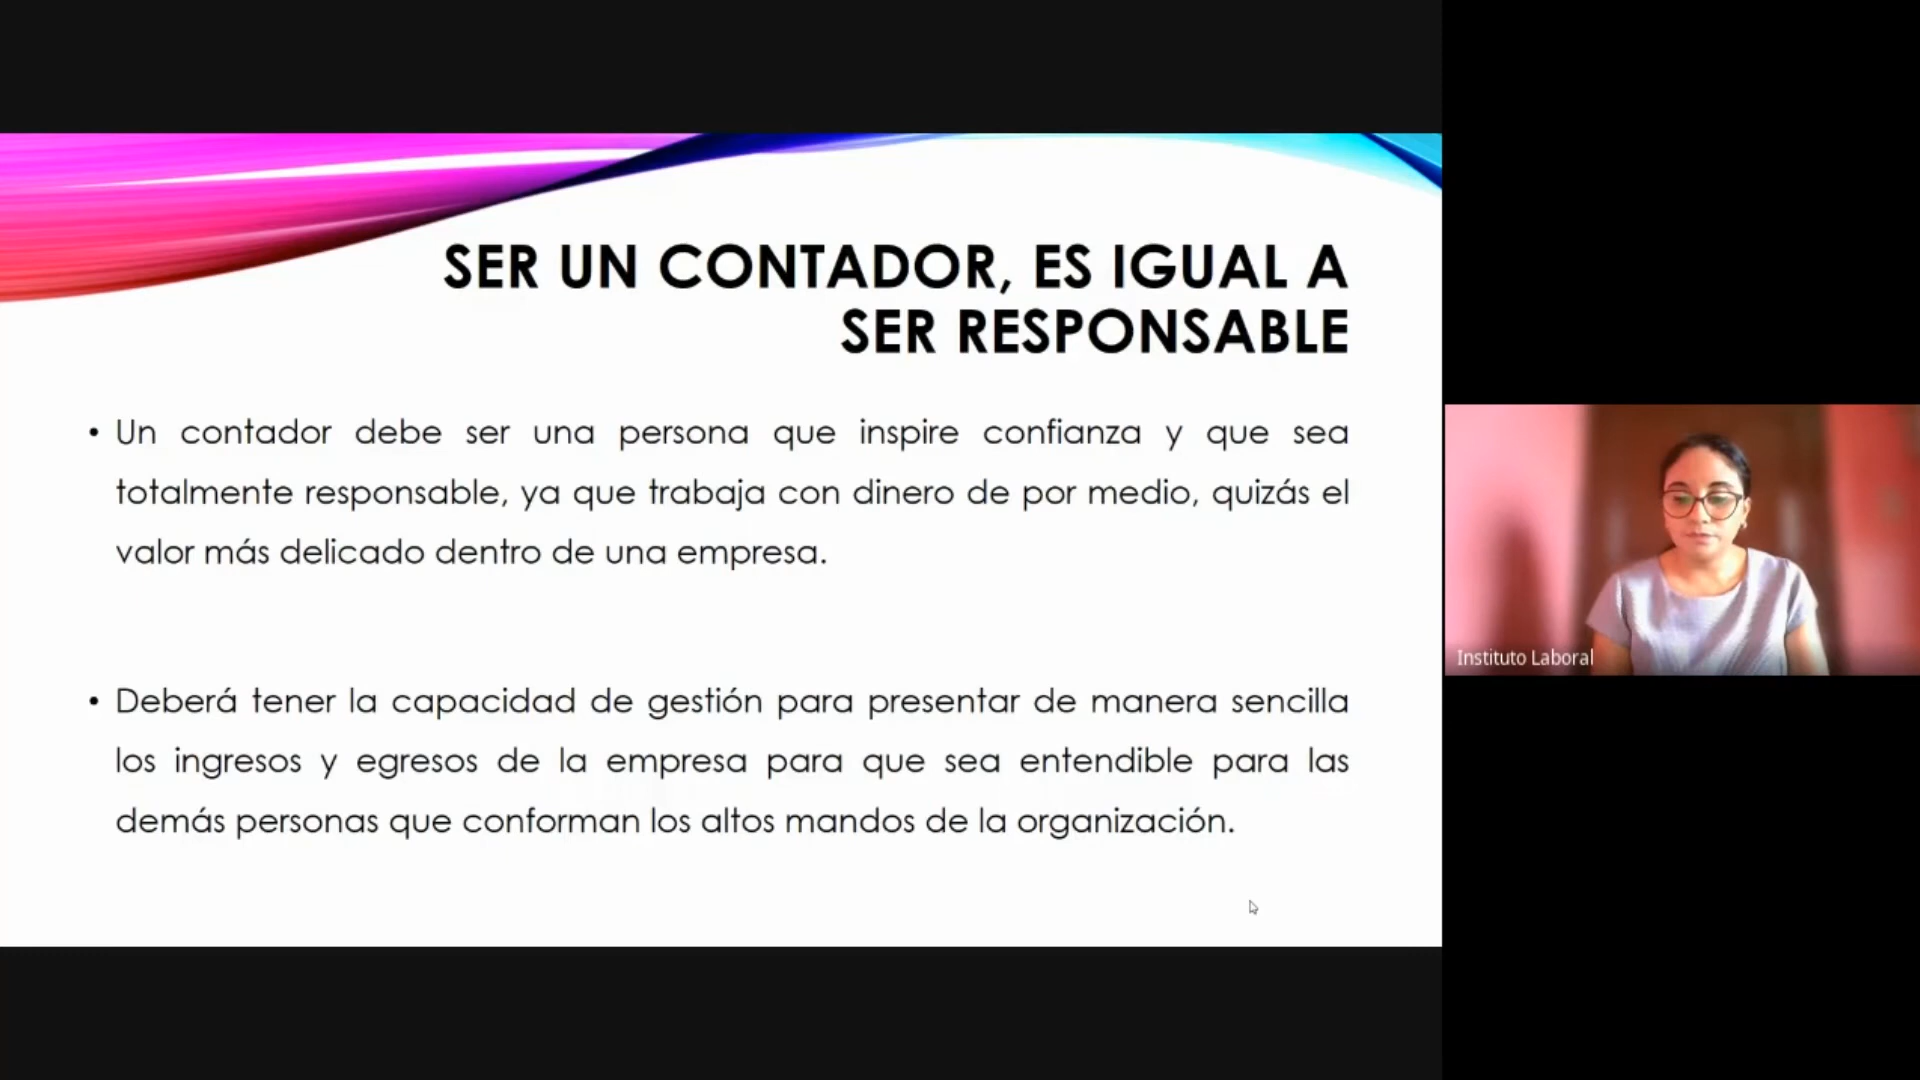 SER UN CONTADOR, ES IGUAL A
SER RESPONSABLE
• Un contador debe ser una persona que inspire confianza y que sea
totalmente responsable, ya que trabaja con dinero de por medio, quizás el
valor más delicado dentro de una empresa.
• Deberá tener la capacidad de gestión para presentar de manera sencilla
los ingresos y egresos de la empresa para que sea entendible para las
demás personas que conforman los altos mandos de la organización.
Instituto Laboral